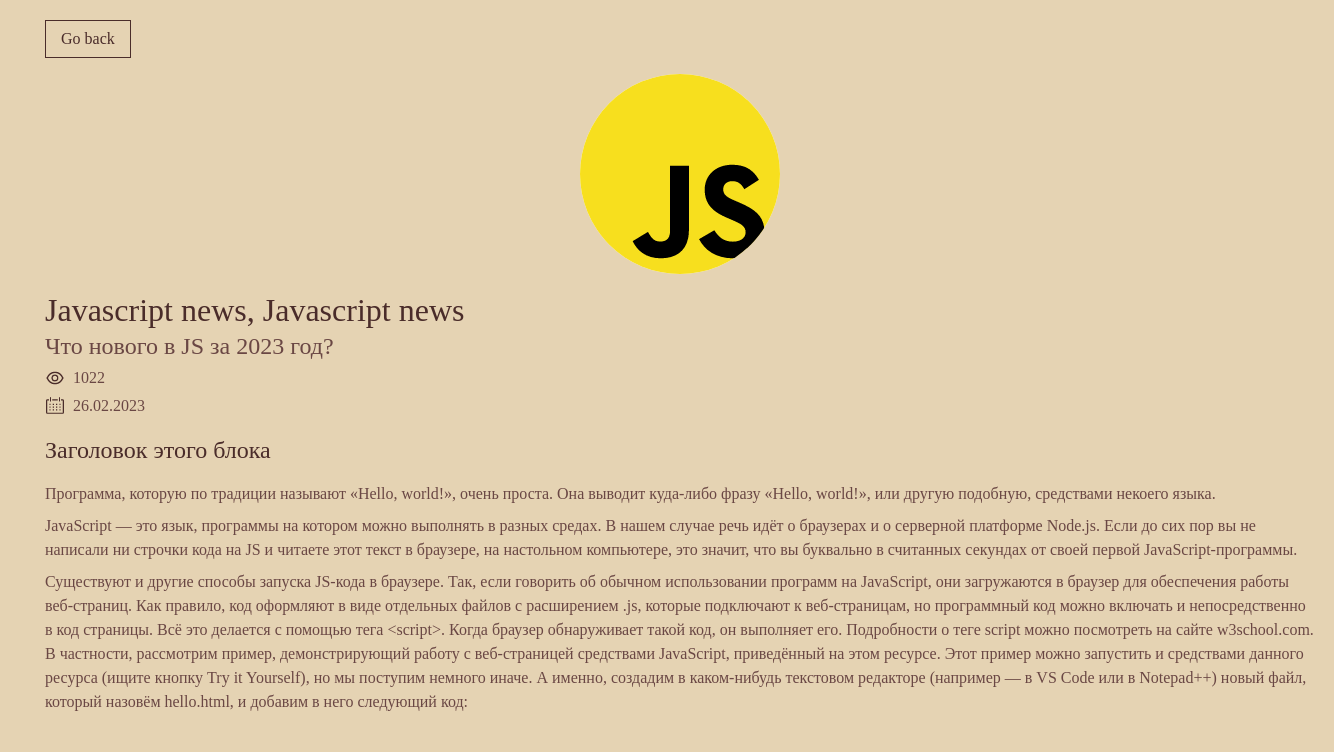 Go back
JS
Javascript news, Javascript news
Что нового в JS за 2023 год?
1022
26.02.2023
Заголовок этого блока
Программа, которую по традиции называют «Hello, world!», очень проста. Она выводит куда-либо фразу «Hello, world!», или другую подобную, средствами некоего языка.
JavaScript — это язык, программы на котором можно выполнять в разных средах. В нашем случае речь идёт о браузерах и о серверной платформе Node.js. Если до сих пор вы не
написали ни строчки кода на JS и читаете этот текст в браузере, на настольном компьютере, это значит, что вы буквально в считанных секундах от своей первой JavaScript-программы.
Существуют и другие способы запуска JS-кода в браузере. Так, если говорить об обычном использовании программ на JavaScript, они загружаются в браузер для обеспечения работы
веб-страниц. Как правило, код оформляют в виде отдельных файлов с расширением .js, которые подключают к веб-страницам, но программный код можно включать и непосредственно
в код страницы. Всё это делается с помощью тега <script>. Когда браузер обнаруживает такой код, он выполняет его. Подробности о теге script можно посмотреть на сайте w3school.com.
В частности, рассмотрим пример, демонстрирующий работу с веб-страницей средствами JavaScript, приведённый на этом ресурсе. Этот пример можно запустить и средствами данного
ресурса (ищите кнопку Try it Yourself), но мы поступим немного иначе. А именно, создадим в каком-нибудь текстовом редакторе (например — в VS Code или в Notepad++) новый файл,
который назовём hello.html, и добавим в него следующий код: